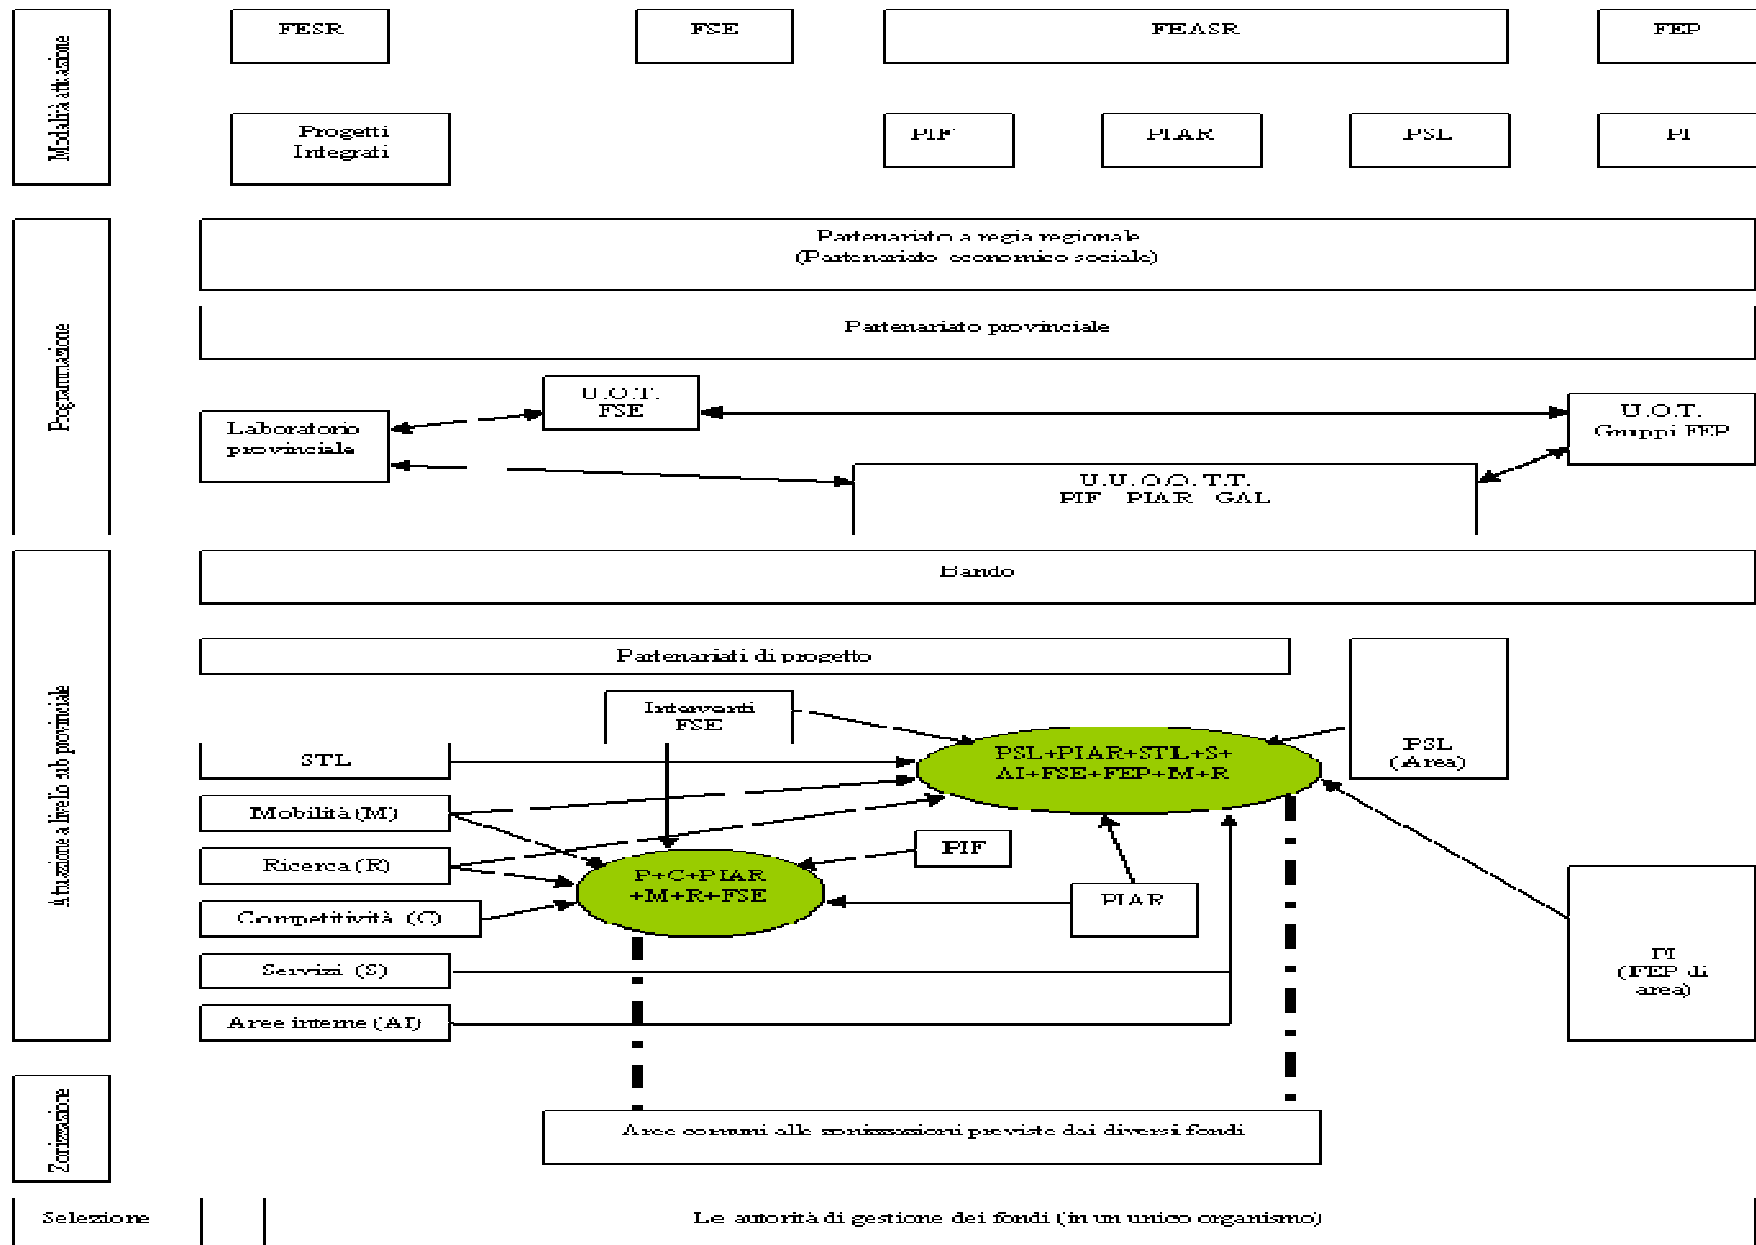 Modalità attuazione
FESR
FSE
FEASR
FEP
Progetti
Integrati
PIF
PIAR
PSL
PI
Programmazione
Partenariato a regia regionale
(Partenariato economico sociale)
Partenariato provinciale
U.O.T.
FSE
Laboratorio
provinciale
U.O.T.
Gruppi FEP
U.U.O.O.T.T.
PIF PIAR GAL
Attuazione a livello sub provinciale
Bando
Partenariati di progetto
Interventi
FSE
STL
Mobilità (M)
Ricerca (R)
Competitività (C)
Servizi (S)
Aree interne (AI)
PSL+PIAR+STL+S+
AI+FSE+FEP+M+R
PSL
(Area)
PIF
P+C+PIAR
+M+R+FSE
PIAR
PI
(FEP di
area)
Zonizzazione
Aree comuni alle zonizzazioni previste dai diversi fondi
Selezione
Le autorità di gestione dei fondi (in un unico organismo)